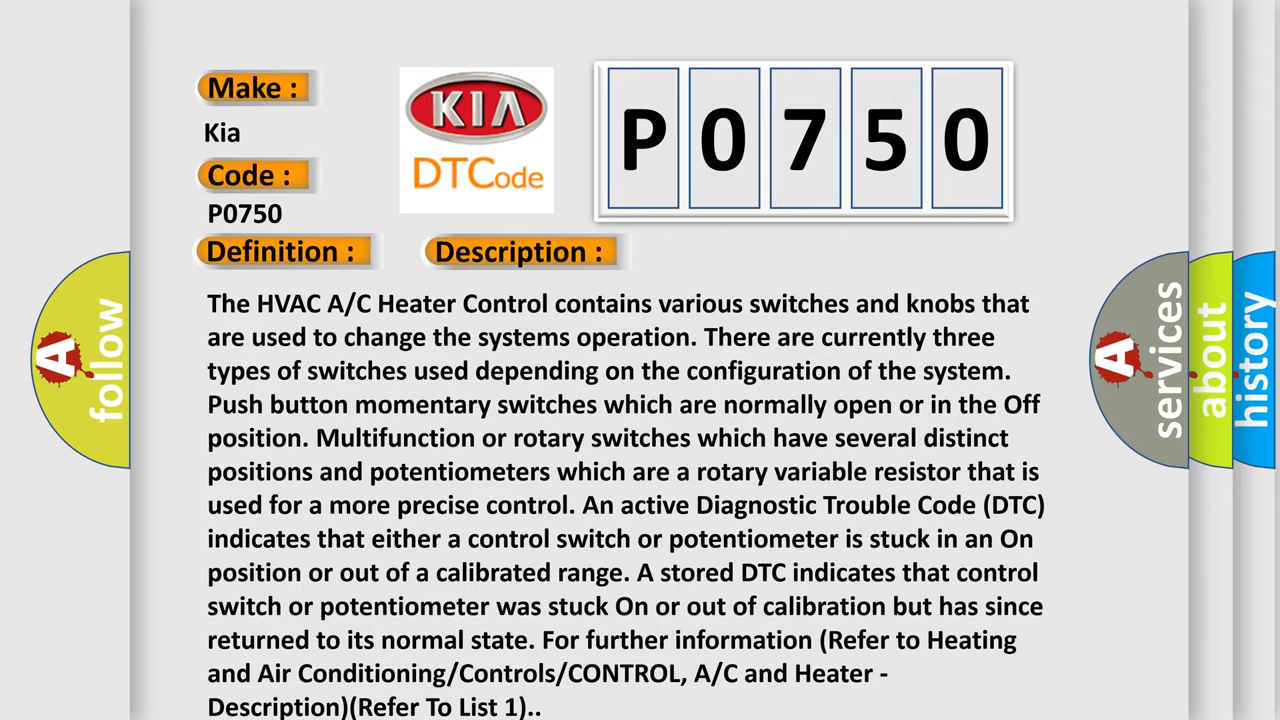 Make :
Kia
Code :
P0750
KIA
DTCode
P0750
Definition :
Description :
The HVAC A/C Heater Control contains various switches and knobs that
are used to change the systems operation. There are currently three
types of switches used depending on the configuration of the system.
Push button momentary switches which are normally open or in the Off
position. Multifunction or rotary switches which have several distinct
positions and potentiometers which are a rotary variable resistor that is
used for a more precise control. An active Diagnostic Trouble Code (DTC)
indicates that either a control switch or potentiometer is stuck in an On
position or out of a calibrated range. A stored DTC indicates that control
switch or potentiometer was stuck On or out of calibration but has since
returned to its normal state. For further information (Refer to Heating
and Air Conditioning/Controls/CONTROL, A/C and Heater -
Description)(Refer To List 1)..
A
follow
A
services
about
history